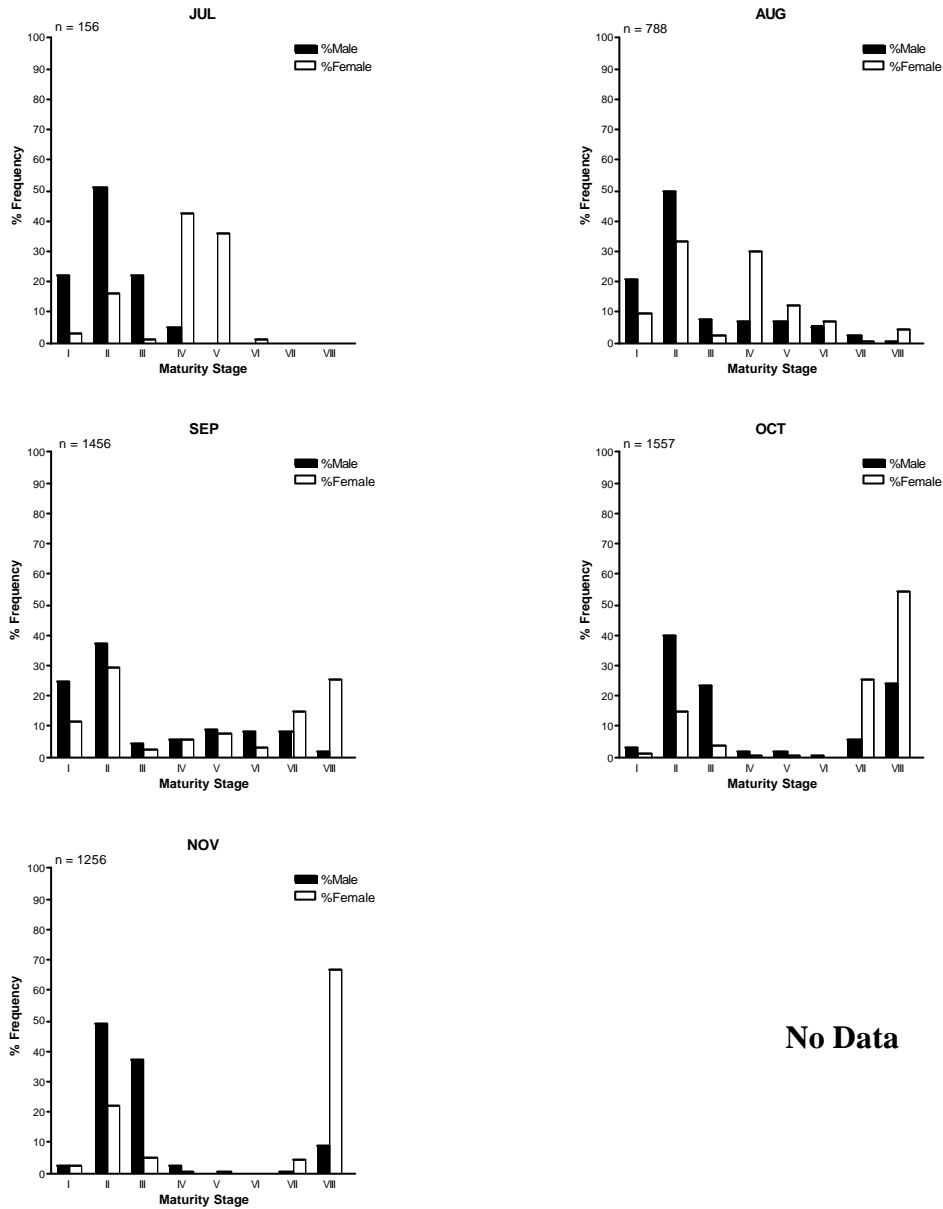 JUL
n = 156
%Male
%Female
% Frequency
100
90
80
70
60
50
40
30
20
10
0
I II III IV V VI VII VIII
Maturity Stage
AUG
n = 788
%Male
%Female
% Frequency
100
90
80
70
60
50
40
30
20
10
0
I II III IV V VI VII VIII
Maturity Stage
SEP
n = 1456
%Male
%Female
% Frequency
100
90
80
70
60
50
40
30
20
10
0
I II III IV V VI VII VIII
Maturity Stage
OCT
n = 1557
%Male
%Female
% Frequency
100
90
80
70
60
50
40
30
20
10
0
I II III IV V VI VII VIII
Maturity Stage
NOV
n = 1256
%Male
%Female
% Frequency
100
90
80
70
60
50
40
30
20
10
0
I II III IV V VI VII VIII
Maturity Stage
No Data